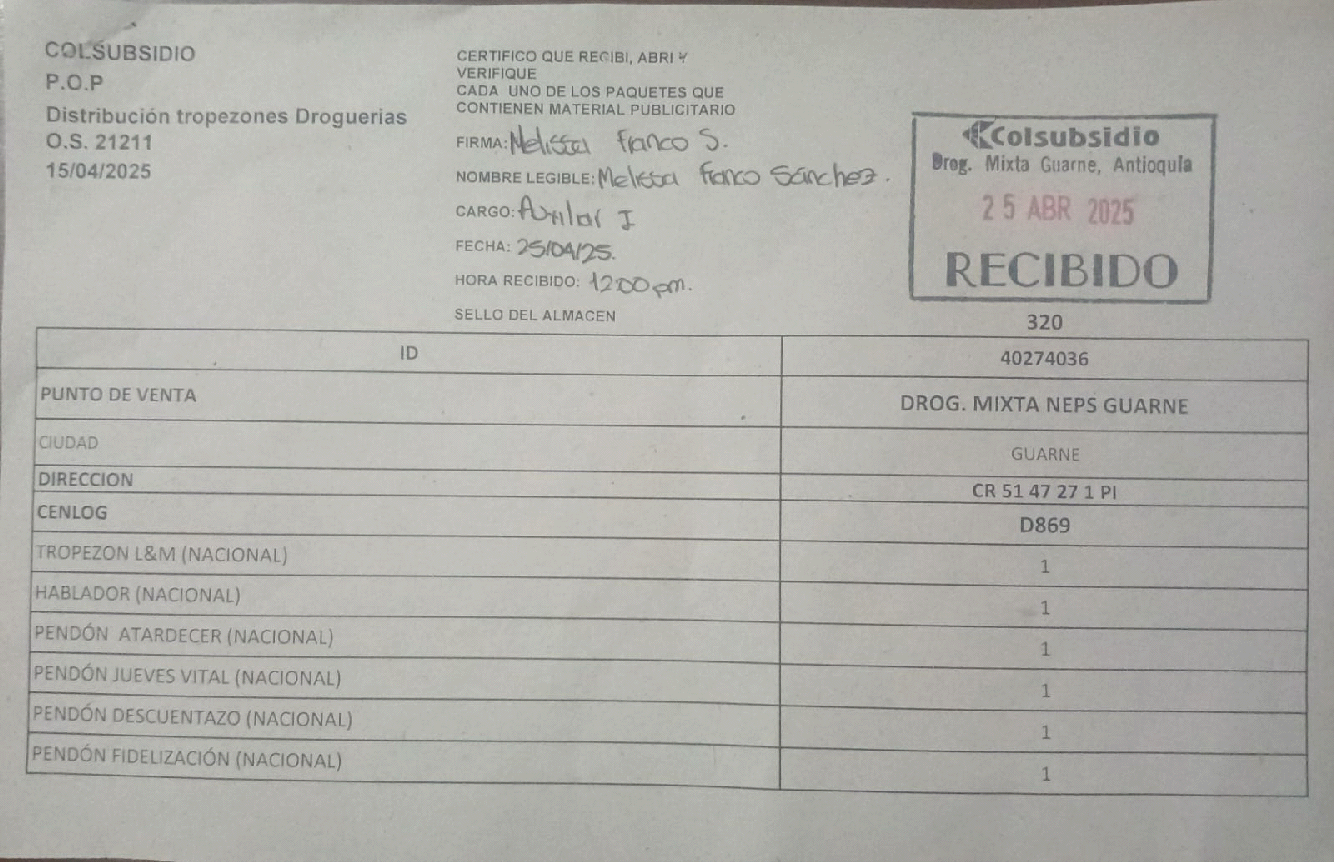 COLSUBSIDIO
P.O.P
Distribución tropezones Droguerias
O.S. 21211
15/04/2025
CERTIFICO QUE RECIBI, ABRI Y
VERIFIQUE
CADA UNO DE LOS PAQUETES QUE
CONTIENEN MATERIAL PUBLICITARIO
FIRMA: Melissa Franco S.
NOMBRE LEGIBLE: Melissa Franco Sánchez.
CARGO: Auxiliar I
FECHA: 25/04/25.
HORA RECIBIDO: 12:00 pm.
SELLO DEL ALMACEN
Colsubsidio
Drog. Mixta Guarne, Antioquia
25 ABR 2025
RECIBIDO
320
ID 40274036
PUNTO DE VENTA DROG. MIXTA NEPS GUARNE
CIUDAD GUARNE
DIRECCION CR 51 47 27 1 PI
CENLOG D869
TROPEZON L&M (NACIONAL) 1
HABLADOR (NACIONAL) 1
PENDÓN ATARDECER (NACIONAL) 1
PENDÓN JUEVES VITAL (NACIONAL) 1
PENDÓN DESCUENTAZO (NACIONAL) 1
PENDÓN FIDELIZACIÓN (NACIONAL) 1